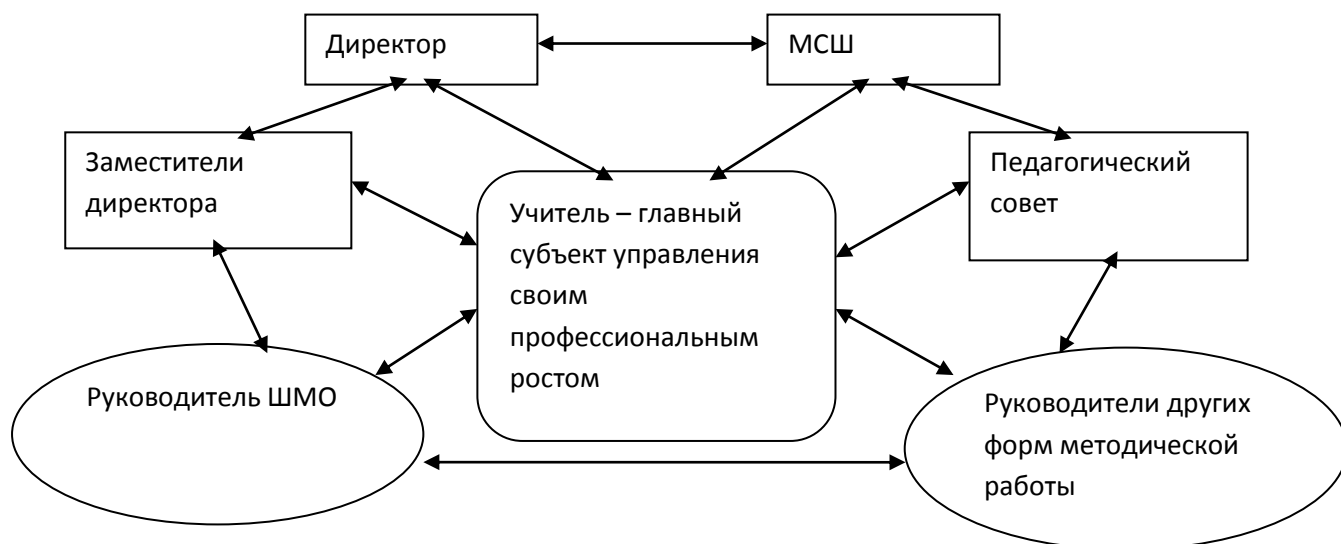 Директор
МСШ
Заместители
директора
Педагогический
совет
Учитель – главный
субъект управления
своим
профессиональным
ростом
Руководитель ШМО
Руководители других
форм методической
работы